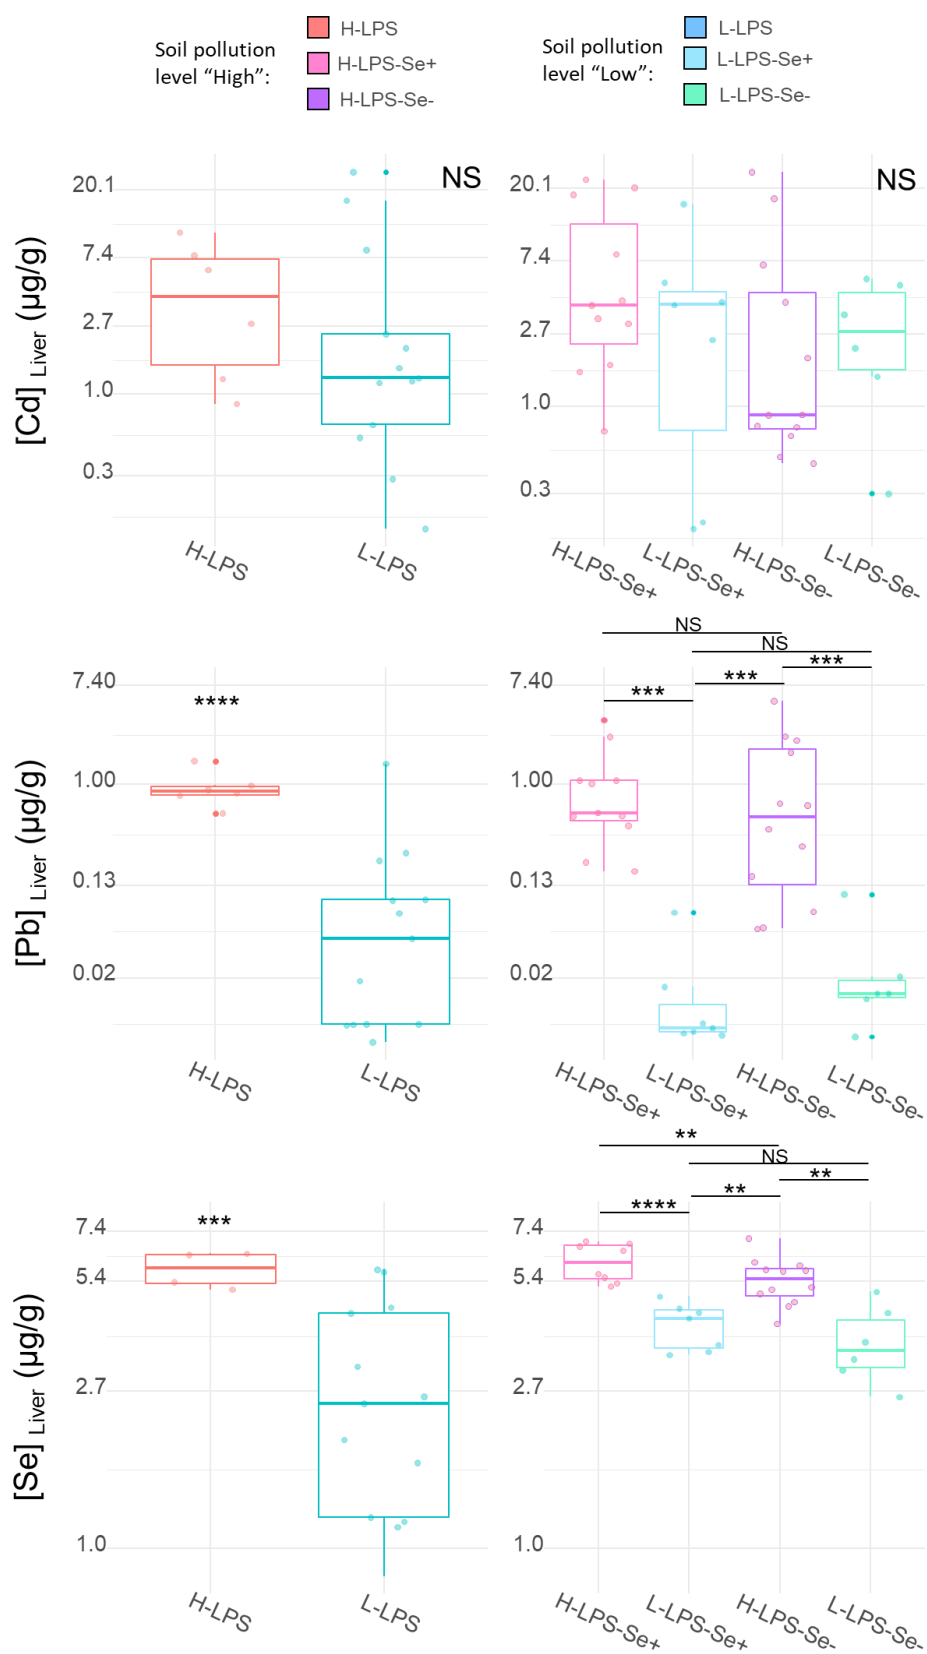 Soil pollution
level “High”:
H-LPS
H-LPS-Se+
H-LPS-Se-
Soil pollution
level “Low”:
L-LPS
L-LPS-Se+
L-LPS-Se-
[Cd] Liver (µg/g)
20.1
7.4
2.7
1.0
0.3
NS
H-LPS
L-LPS
20.1
7.4
2.7
1.0
0.3
NS
H-LPS-Se+
L-LPS-Se+
H-LPS-Se-
L-LPS-Se-
[Pb] Liver (µg/g)
7.40
1.00
0.13
0.02
****
H-LPS
L-LPS
NS
NS
***
***
***
7.40
1.00
0.13
0.02
H-LPS-Se+
L-LPS-Se+
H-LPS-Se-
L-LPS-Se-
[Se] Liver (µg/g)
7.4
5.4
2.7
1.0
***
H-LPS
L-LPS
**
NS
**
**
****
7.4
5.4
2.7
1.0
H-LPS-Se+
L-LPS-Se+
H-LPS-Se-
L-LPS-Se-